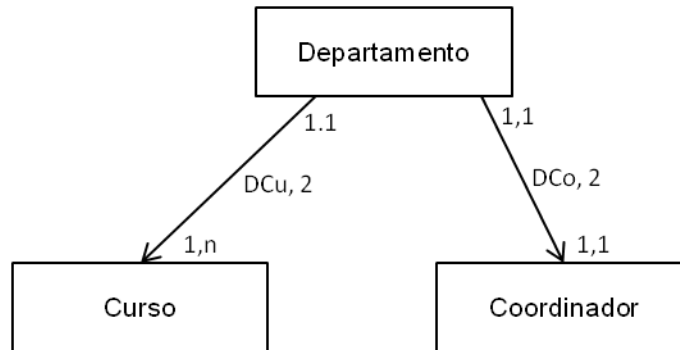 Departamento
1.1
1,1
DCu, 2
DCo, 2
1,n
1,1
Curso
Coordinador